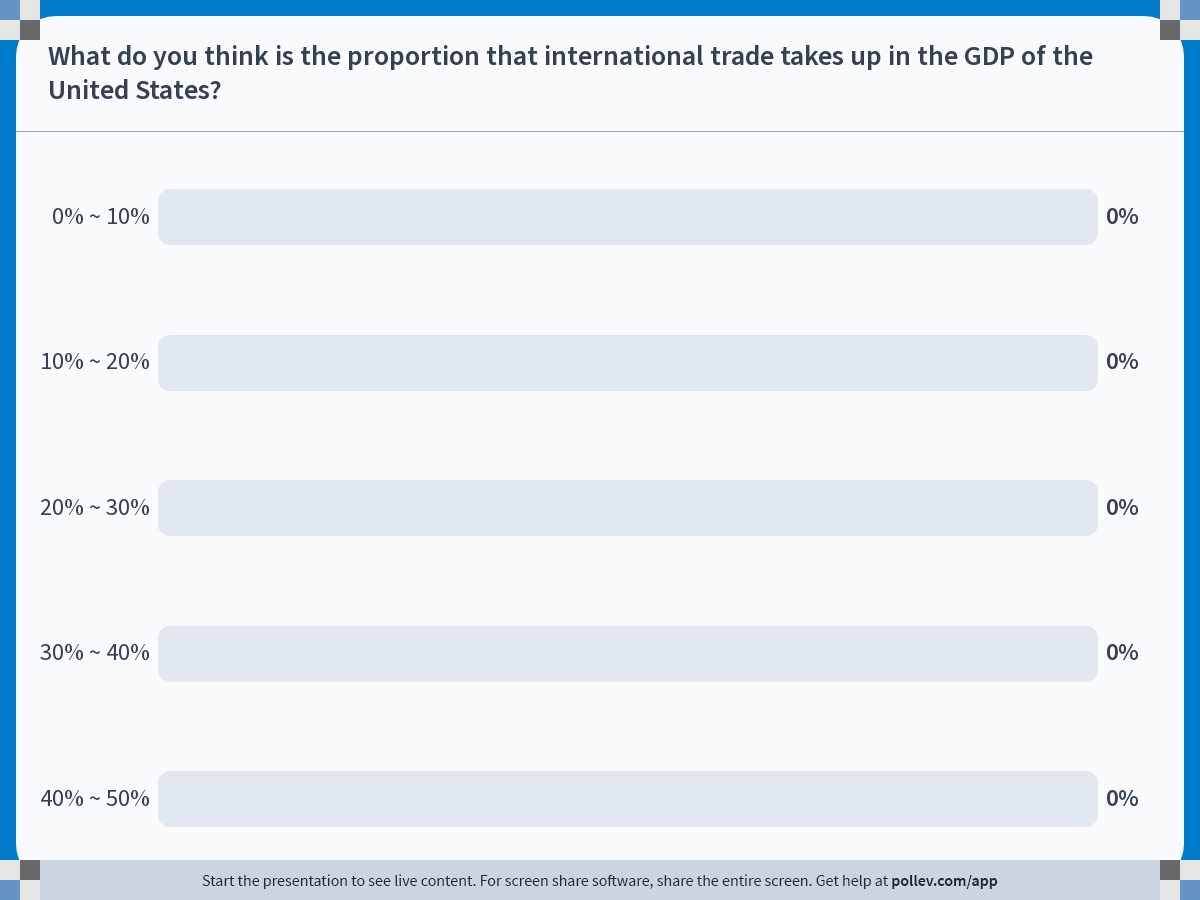 What do you think is the proportion that international trade takes up in the GDP of the
United States?
0% ~ 10% 0%
10% ~ 20% 0%
20% ~ 30% 0%
30% ~ 40% 0%
40% ~ 50% 0%
Start the presentation to see live content. For screen share software, share the entire screen. Get help at pollev.com/app